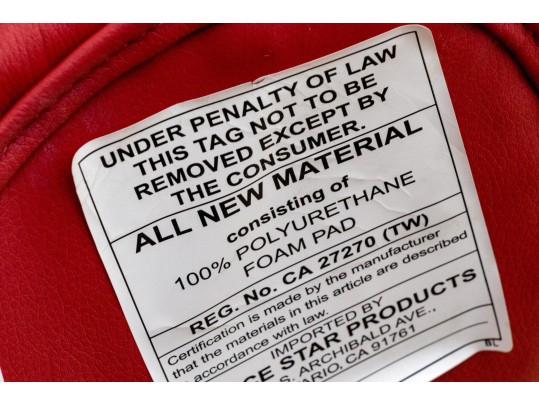 UNDER PENALTY OF LAW
THIS TAG NOT TO BE
REMOVED EXCEPT BY
THE CONSUMER.
ALL NEW MATERIAL
consisting of
100% POLYURETHANE
FOAM PAD
REG. No. CA 27270 (TW)
Certification is made by the manufacturer
that the materials in this article are described
accordance with law.
IMPORTED BY
CE STAR PRODUCTS
S. ARCHIBALD AVE.,
ARIO, CA 91761
BL